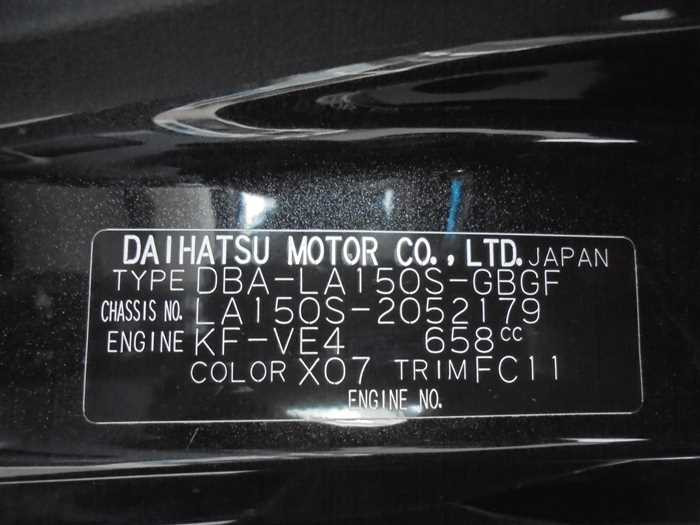 DAIHATSU MOTOR CO., LTD. JAPAN
TYPE DBA-LA150S-GBGF
CHASSIS NO. LA150S-2052179
ENGINE KF-VE4 658cc
COLOR X07 TRIM FC11
ENGINE NO.